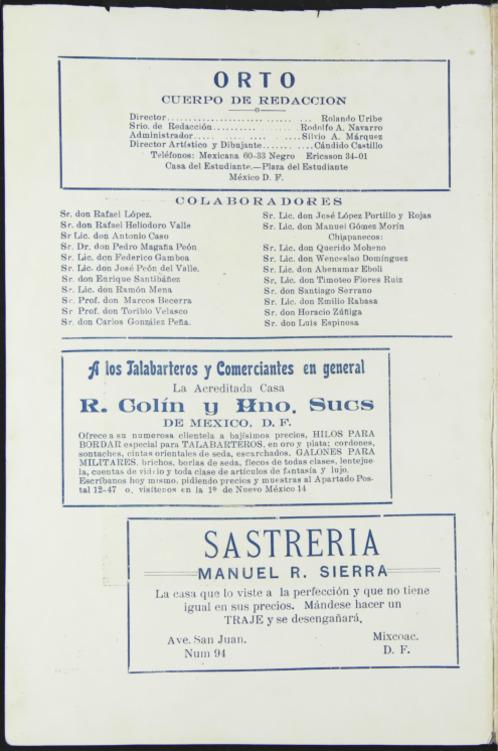 ORTO
CUERPO DE REDACCION
Director........................... Rolando Uribe
Srio. de Redacción................ Rodolfo A. Navarro
Administrador.................... Silvio A. Márquez
Director Artístico y Dibujante............Cándido Castillo
Teléfonos: Mexicana 60-33 Negro Ericsson 34-01
Casa del Estudiante.—Plaza del Estudiante
México D. F.
COLABORADORES
Sr. don Rafael López.
Sr. don Rafael Heliodoro Valle
Sr Lic. don Antonio Caso
Sr. Dr. don Pedro Magaña Peón
Sr. Lic. don Federico Gamboa
Sr. Lic. don José Peón del Valle.
Sr. don Enrique Santibáñez
Sr. Lic. don Ramón Mena
Sr. Prof. don Marcos Becerra
Sr Prof. don Toribio Velasco
Sr. don Carlos González Peña.
Sr. Lic. don José López Portillo y Rojas
Sr. Lic. don Manuel Gómes Morín
Chiapanecos:
Sr. Lic. don Querido Moheno
Sr. Lic. don Wenceslao Domínguez
Sr. Lic. don Abenamar Eboli
Sr, Lic. don Timoteo Flores Ruiz
Sr. don Santiago Serrano
Sr. Lic. don Emilio Rabasa
Sr. don Horacio Zúñiga
Sr. don Luis Espinosa
A los Talabarteros y Comerciantes en general
La Acreditada Casa
R. Colín y Hno. Sucs
DE MEXICO, D. F.
Ofrece a su numerosa clientela a bajísimos precios, HILOS PARA
BORDAR especial para TALABARTEROS, en oro y plata; cordones,
sontaches, cintas orientales de seda, escarchados, GALONES PARA
MILITARES, brichos, borlas de seda, flecos de todas clases, lentejue-
la, cuentas de vidrio y toda clase de artículos de fantasía y lujo.
Escríbanos hoy mismo, pidiendo precios y muestras al Apartado Pos-
tal 12-47 o, visítenos en la 1ª de Nuevo México 14
SASTRERIA
MANUEL R. SIERRA
La casa que lo viste a la perfección y que no tiene
igual en sus precios. Mándese hacer un
TRAJE y se desengañará,
Ave. San Juan.
Num 94
Mixcoac.
D. F.